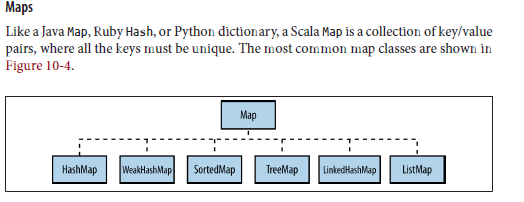 Maps
Like a Java Map, Ruby Hash, or Python dictionary, a Scala Map is a collection of key/value
pairs, where all the keys must be unique. The most common map classes are shown in
Figure 10-4.
Map
HashMap WeakHashMap SortedMap TreeMap LinkedHashMap ListMap